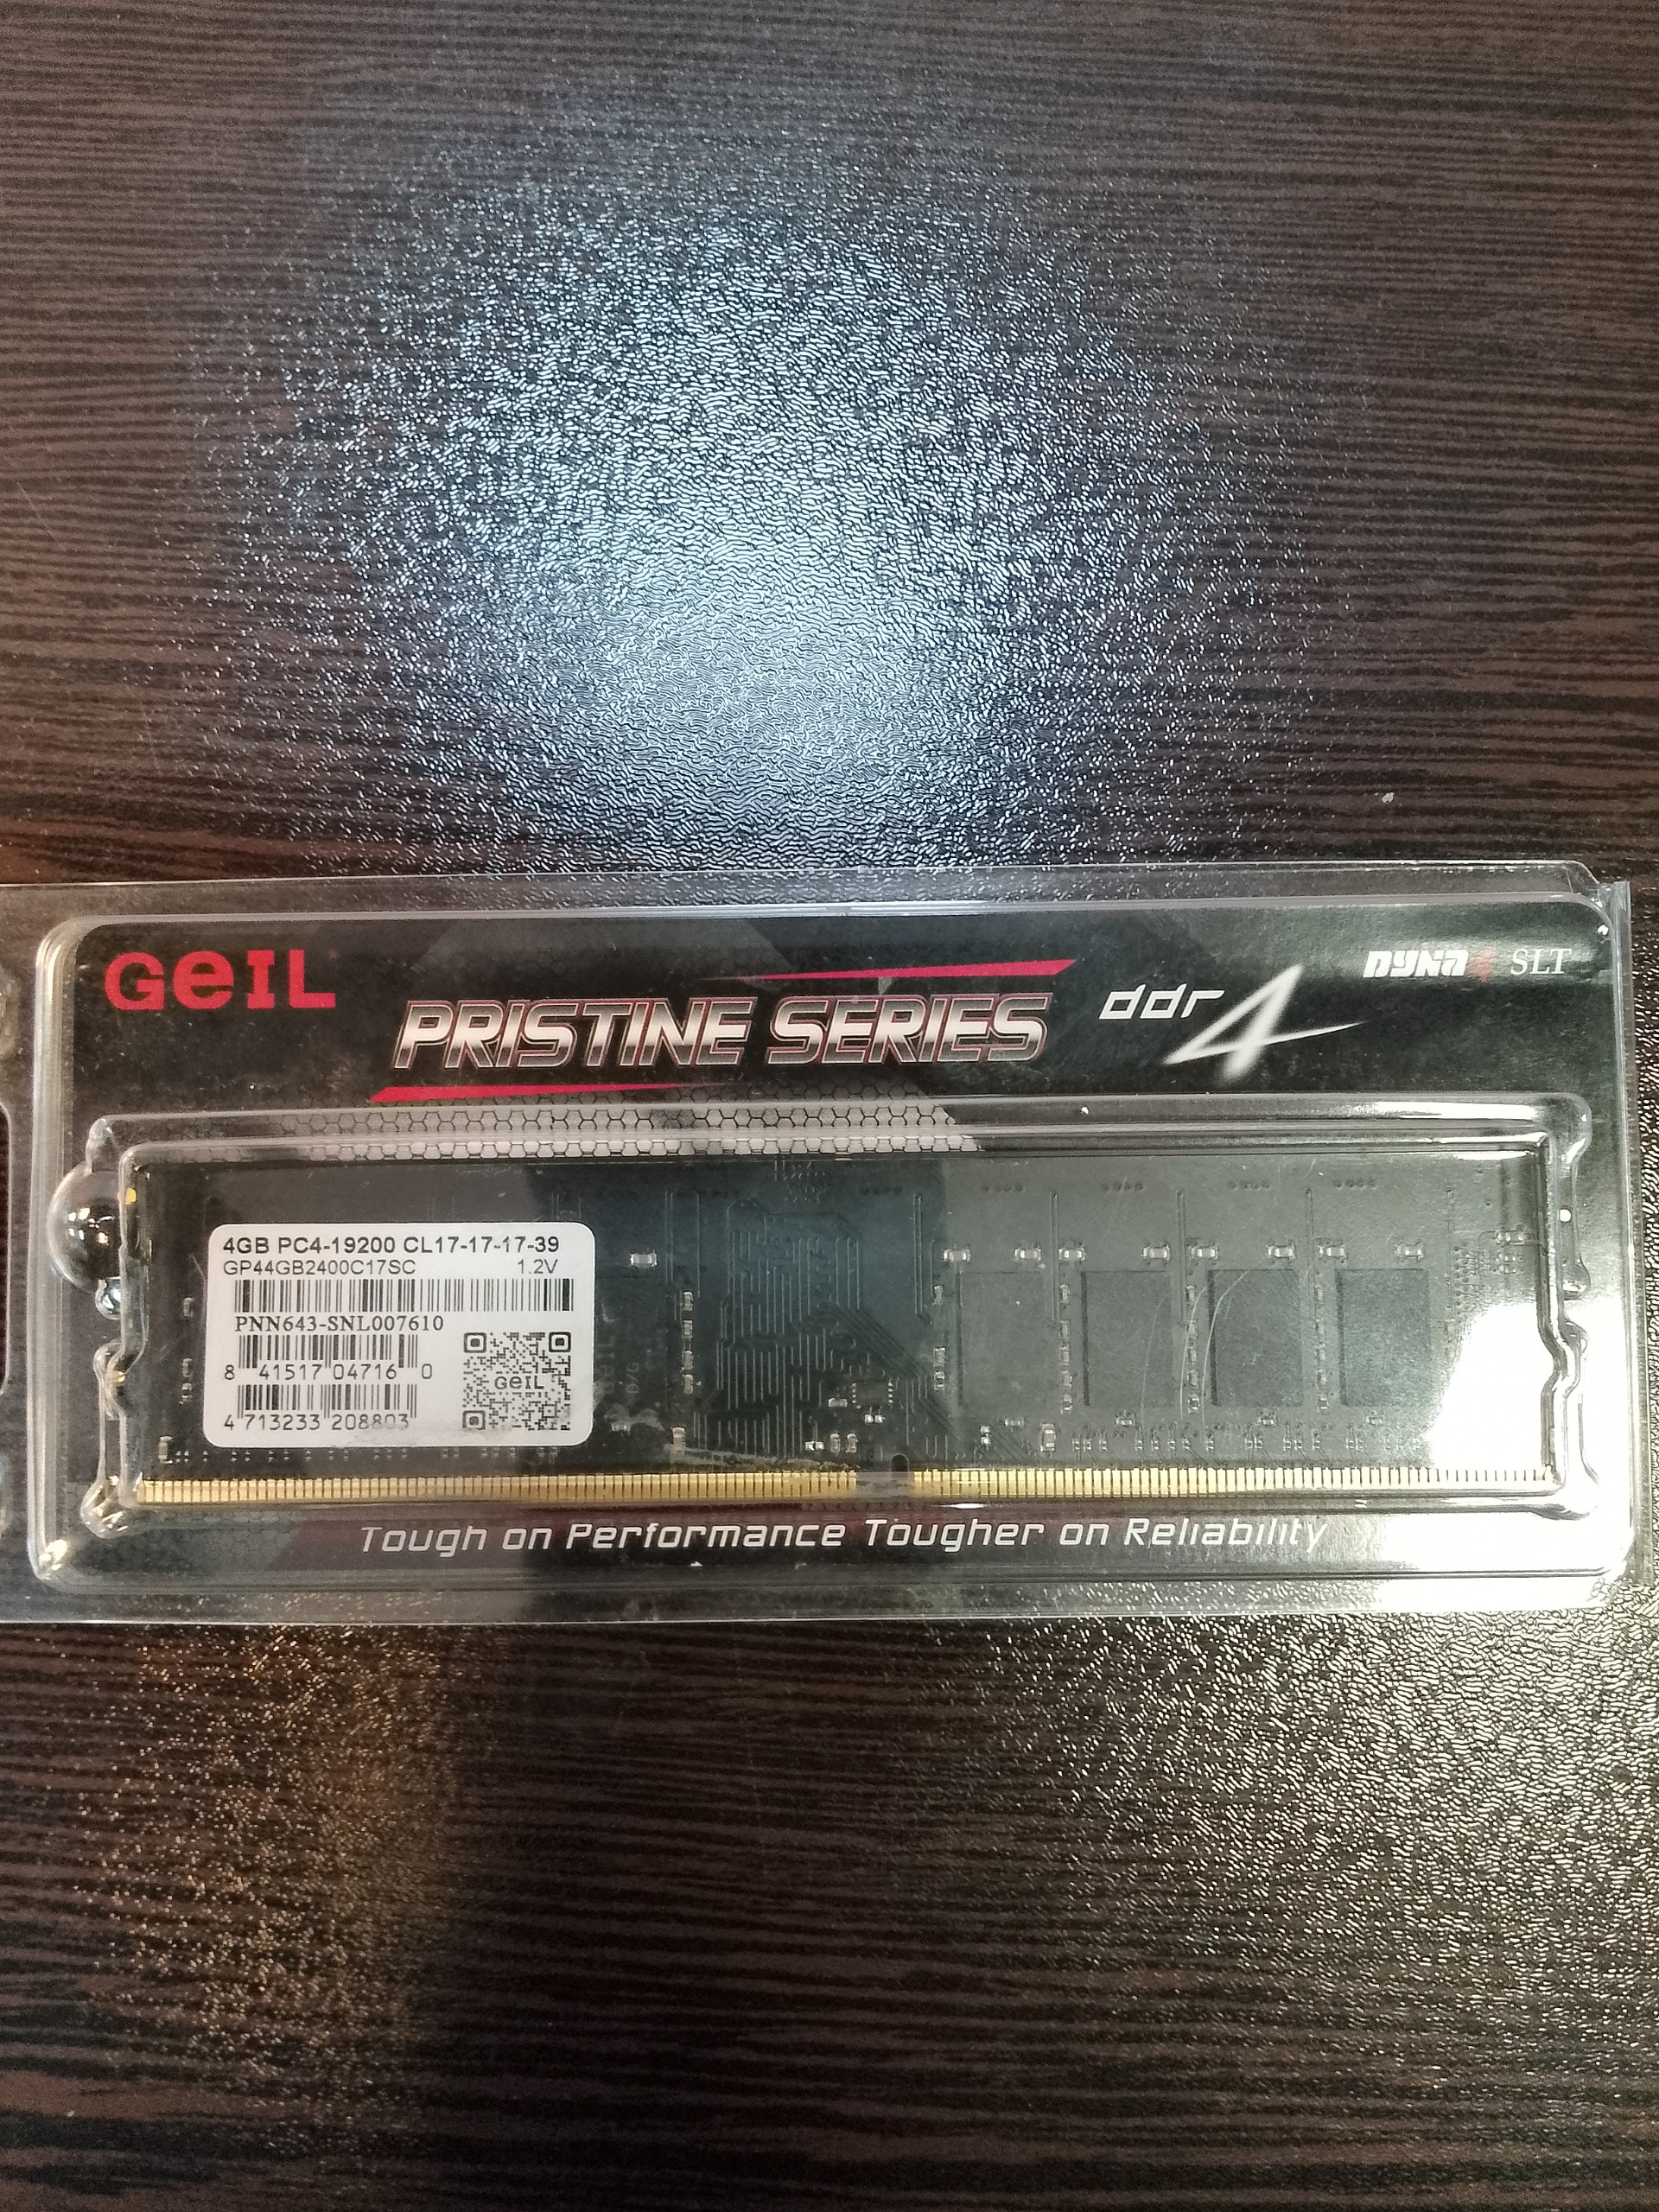 GeIL
PRISTINE SERIES
ddr4
DYNA4 SLT
4GB PC4-19200 CL17-17-17-39
GP44GB2400C17SC 1.2V
PNN643-SNL007610
8 41517 04716 0
GeIL
4 713233 208803
Tough on Performance Tougher on Reliability